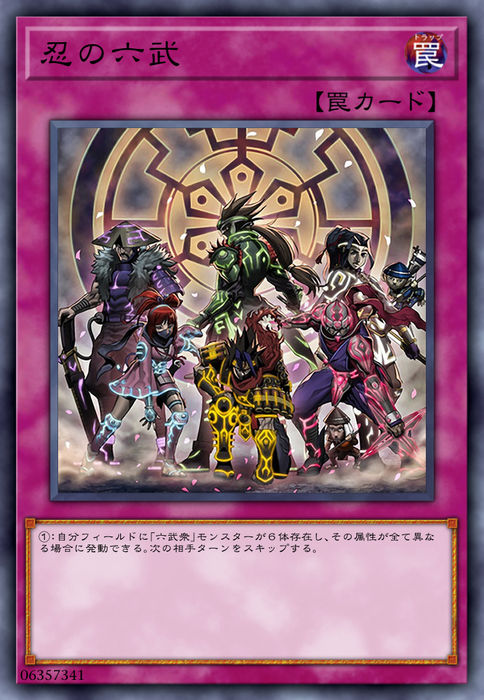 忍の六武
トラップ
罠
【罠カード】
①:自分フィールドに「六武衆」モンスターが6体存在し、その属性が全て異な
る場合に発動できる。次の相手ターンをスキップする。
06357341